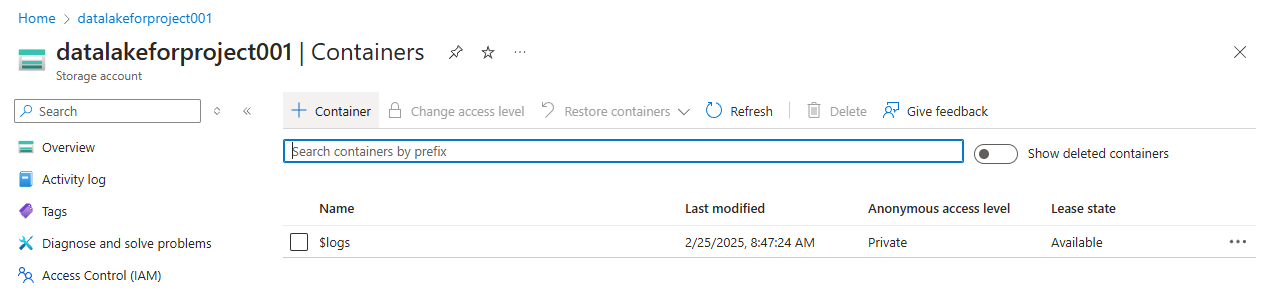 Home > datalakeforproject001
datalakeforproject001 | Containers ...
Storage account
Search
+ Container Change access level Restore containers Refresh Delete Give feedback
Overview
Activity log
Tags
Diagnose and solve problems
Access Control (IAM)
Search containers by prefix
Show deleted containers
Name Last modified Anonymous access level Lease state
$logs 2/25/2025, 8:47:24 AM Private Available ...